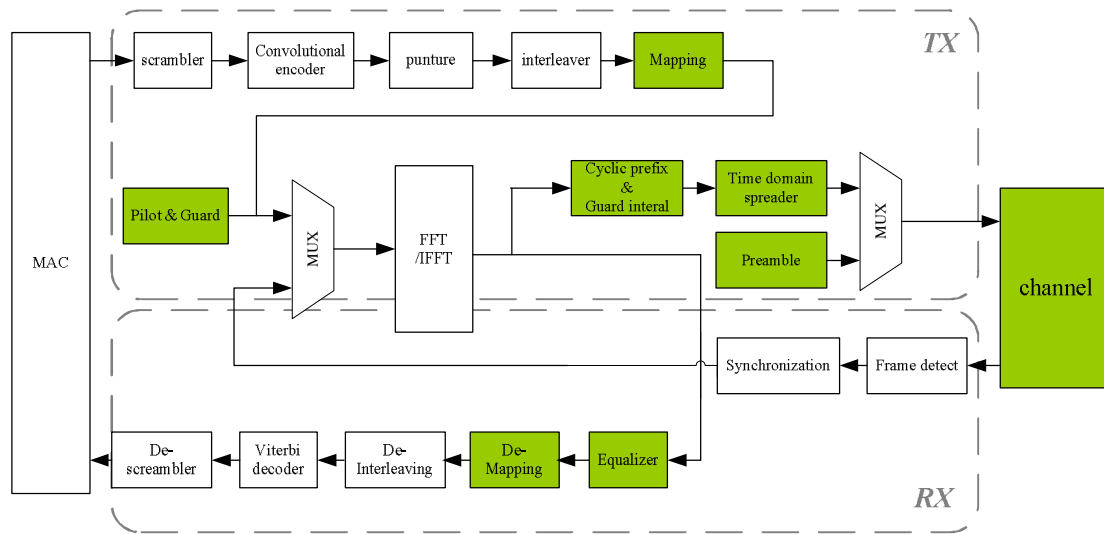 TX
scrambler
Convolutional
encoder
punture
interleaver
Mapping
MAC
Pilot & Guard
MUX
FFT
/IFFT
Cyclic prefix
&
Guard interal
Time domain
spreader
Preamble
MUX
channel
Synchronization
Frame detect
De-
screambler
Viterbi
decoder
De-
Interleaving
De-
Mapping
Equalizer
RX